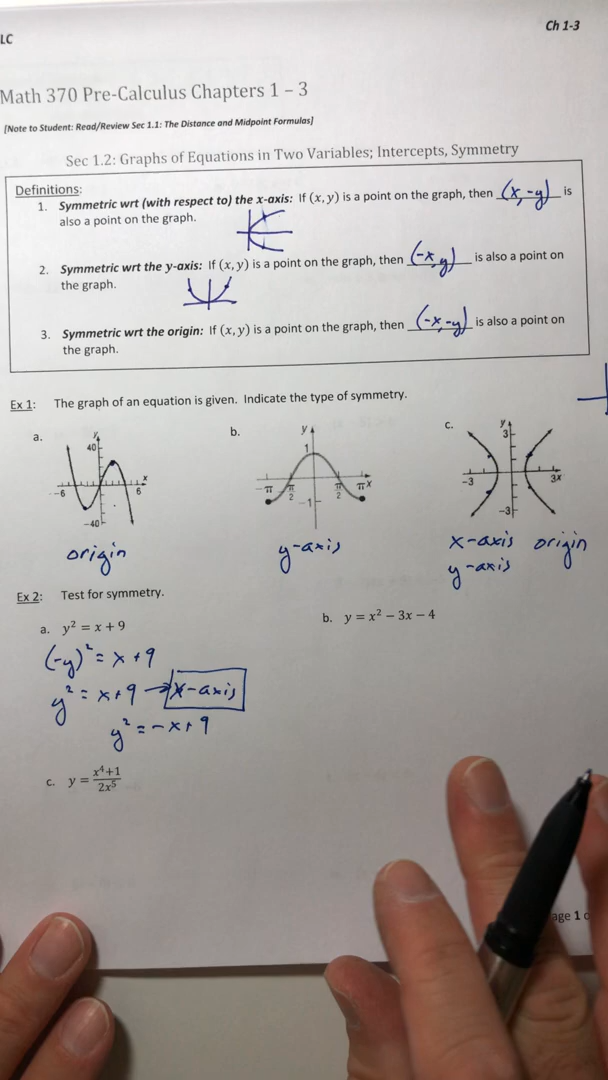 LC
Ch 1-3
Math 370 Pre-Calculus Chapters 1 – 3
[Note to Student: Read/Review Sec 1.1: The Distance and Midpoint Formulas]
Sec 1.2: Graphs of Equations in Two Variables; Intercepts, Symmetry
Definitions:
1. Symmetric wrt (with respect to) the x-axis: If (x, y) is a point on the graph, then (x, -y) is
also a point on the graph.
2. Symmetric wrt the y-axis: If (x, y) is a point on the graph, then (-x, y) is also a point on
the graph.
3. Symmetric wrt the origin: If (x, y) is a point on the graph, then (-x, -y) is also a point on
the graph.
Ex 1: The graph of an equation is given. Indicate the type of symmetry.
a. b. c.
y y y
40 1 3
-6 6 x -π π/2 π/2 π x -3 3x
-40 -1 -3
origin y-axis x-axis origin
y-axis
Ex 2: Test for symmetry.
a. y² = x + 9 b. y = x² – 3x – 4
(-y)² = x + 9
y² = x + 9 → x-axis
y² = -x + 9
c. y = x⁴+1 / 2x⁵
age 1 o